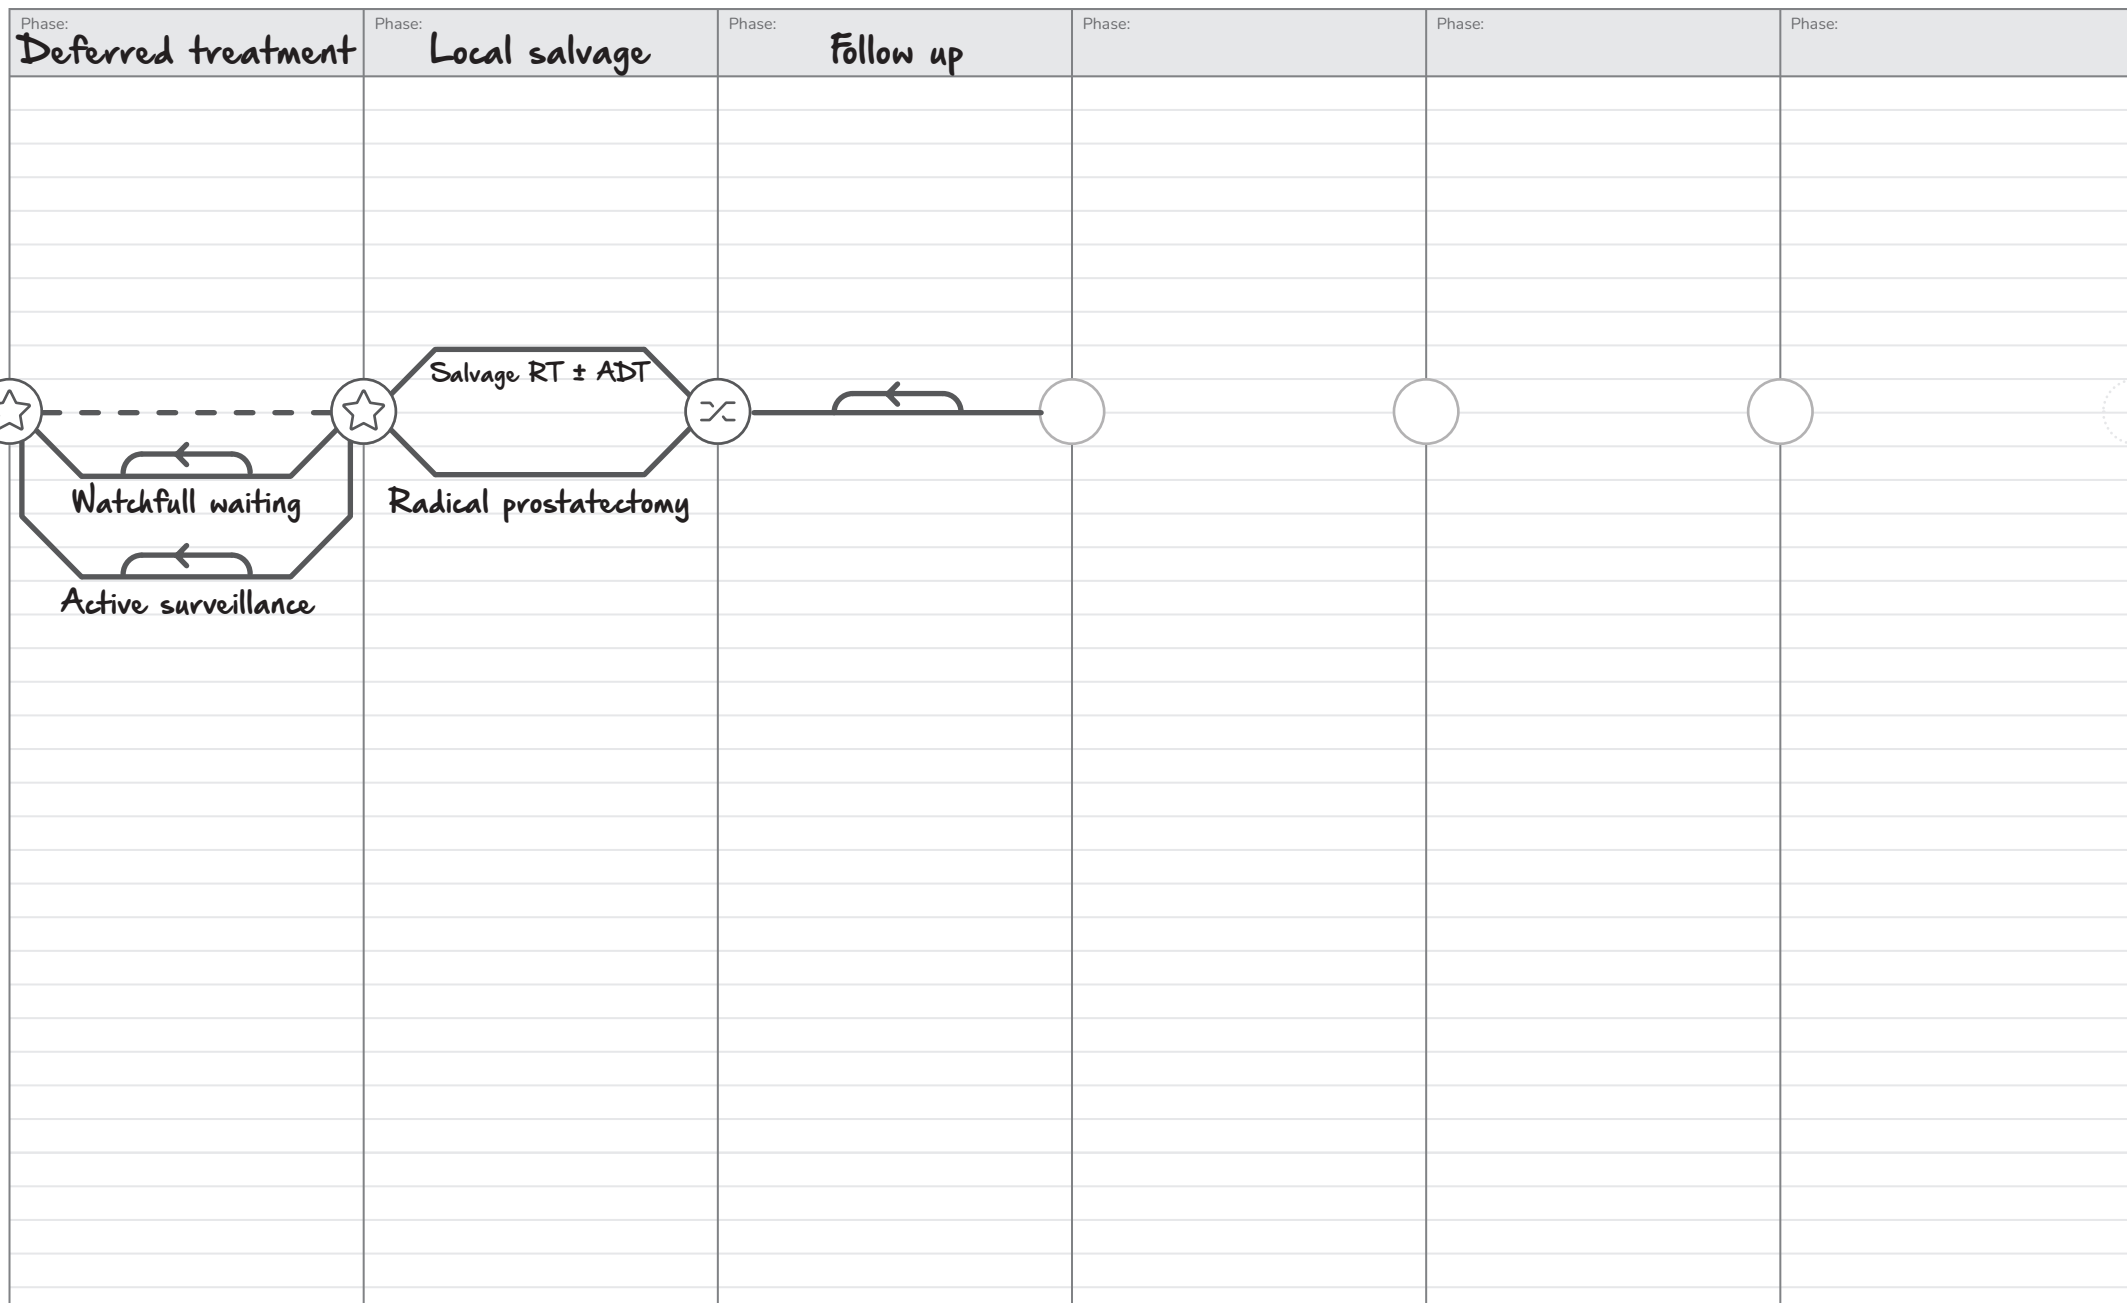 Phase:
Deferred treatment
Phase:
Local salvage
Phase:
Follow up
Phase:
Phase:
Phase:
Salvage RT ± ADT
Watchfull waiting
Radical prostatectomy
Active surveillance